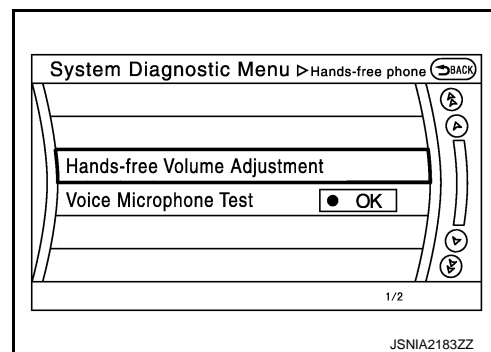 System Diagnostic Menu ▷ Hands-free phone BACK
Hands-free Volume Adjustment
Voice Microphone Test ● OK
1/2
JSNIA2183ZZ